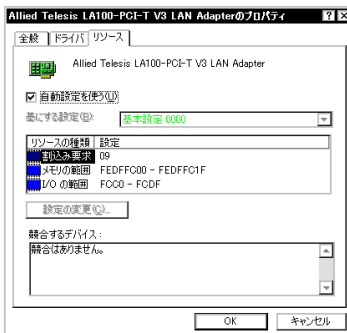 Allied Telesis LA100-PCI-T V3 LAN Adapterのプロパティ
全般 ドライバ リソース
Allied Telesis LA100-PCI-T V3 LAN Adapter
自動設定を使う(U)
基にする設定(B): 基本設定 0000
リソースの種類 設定
割込み要求 09
メモリの範囲 FEDFFC00 - FEDFFC1F
I/O の範囲 FCC0 - FCDF
設定の変更(C)...
競合するデバイス:
競合はありません。
OK キャンセル